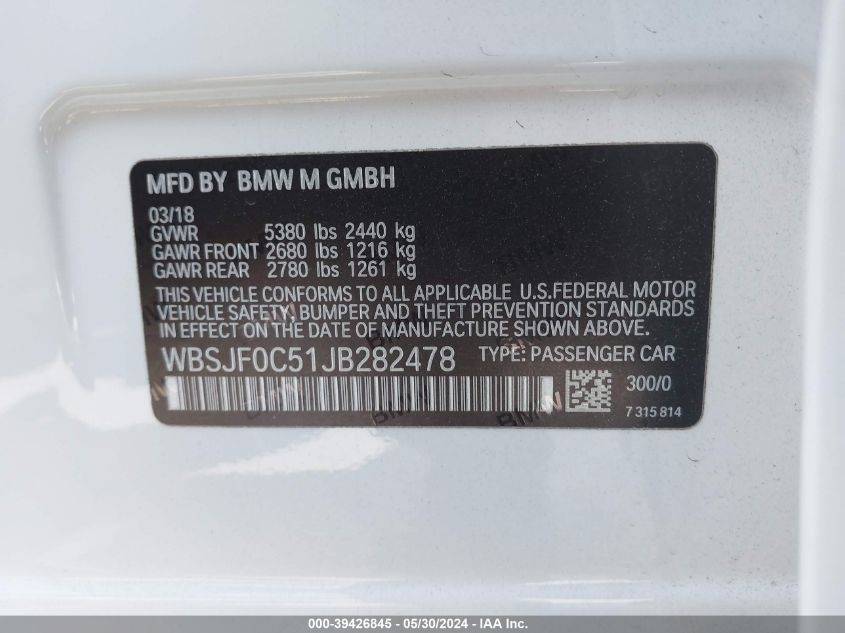 MFD BY BMW M GMBH
03/18
GVWR 5380 lbs 2440 kg
GAWR FRONT 2680 lbs 1216 kg
GAWR REAR 2780 lbs 1261 kg
THIS VEHICLE CONFORMS TO ALL APPLICABLE U.S.FEDERAL MOTOR
VEHICLE SAFETY, BUMPER AND THEFT PREVENTION STANDARDS
IN EFFECT ON THE DATE OF MANUFACTURE SHOWN ABOVE.
WBSJF0C51JB282478 TYPE: PASSENGER CAR
300/0
7 315 814
BMW BMW
000-39426845 - 05/30/2024 - IAA Inc.